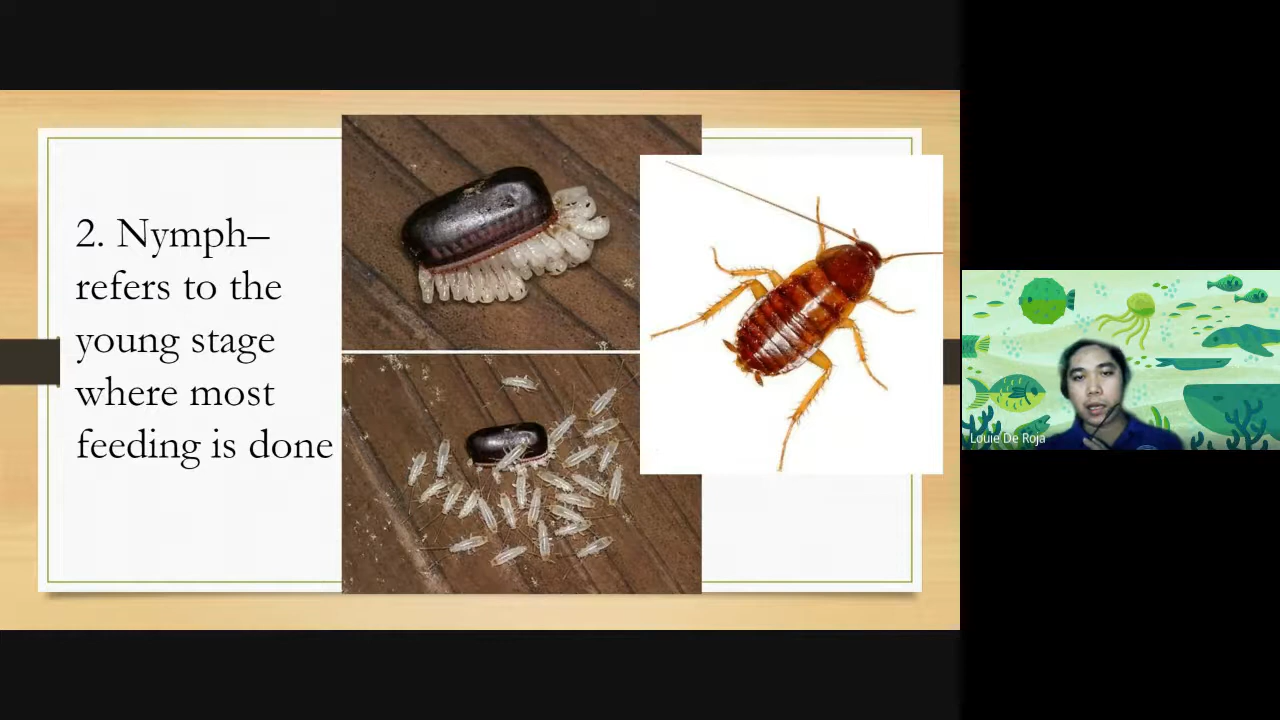 2. Nymph–
refers to the
young stage
where most
feeding is done
Louie De Roja